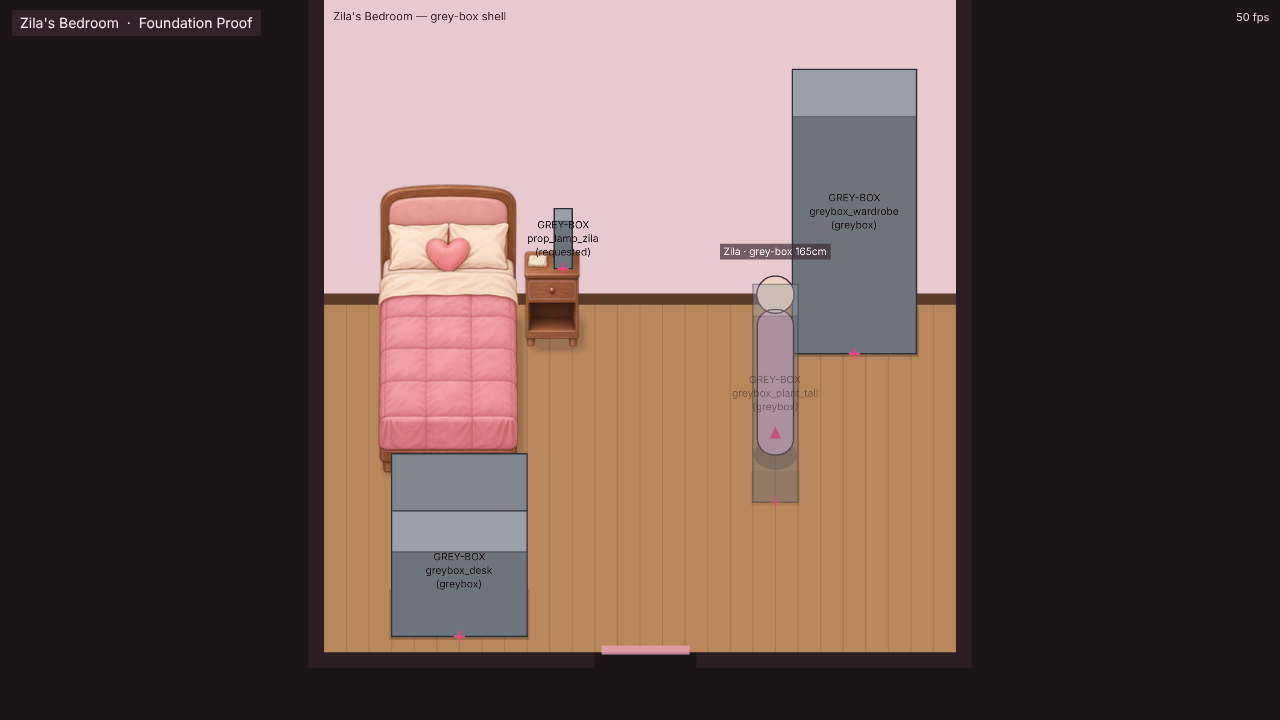 Zila's Bedroom · Foundation Proof
Zila's Bedroom — grey-box shell
50 fps
GREY-BOX
greybox_wardrobe
(greybox)
GREY-BOX
prop_lamp_zila
(requested)
Zila · grey-box 165cm
GREY-BOX
greybox_plant_tall
(greybox)
GREY-BOX
greybox_desk
(greybox)